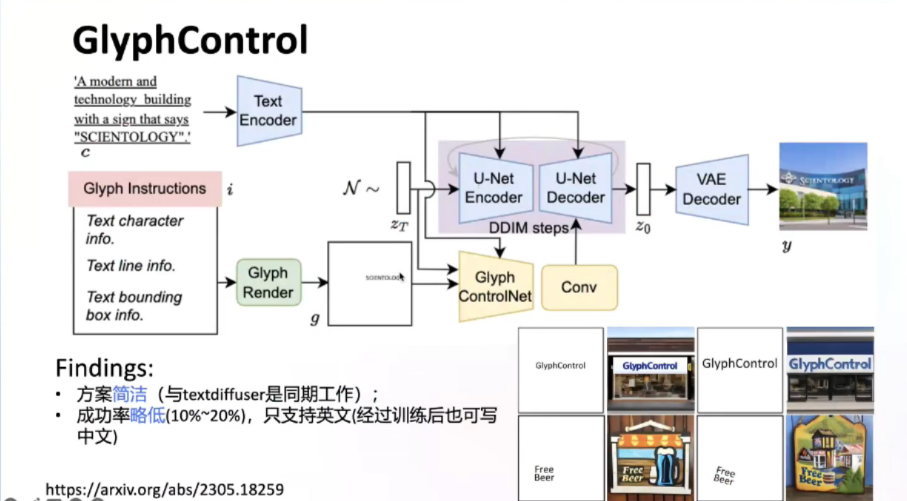 GlyphControl
'A modern and
technology building
with a sign that says
"SCIENTOLOGY".'
c
Text
Encoder
Glyph Instructions
i
Text character
info.
Text line info.
Text bounding
box info.
Glyph
Render
g
SCIENTOLOGY
N ~
z_T
U-Net
Encoder
U-Net
Decoder
DDIM steps
Glyph
ControlNet
Conv
z_0
VAE
Decoder
SCIENTOLOGY
y
Findings:
• 方案简洁（与textdiffuser是同期工作）;
• 成功率略低(10%~20%)，只支持英文(经过训练后也可写
中文)
GlyphControl
GlyphControl
GlyphControl
GlyphControl
Free
Beer
Free
Beer
Free
Beer
Free
Beer
https://arxiv.org/abs/2305.18259